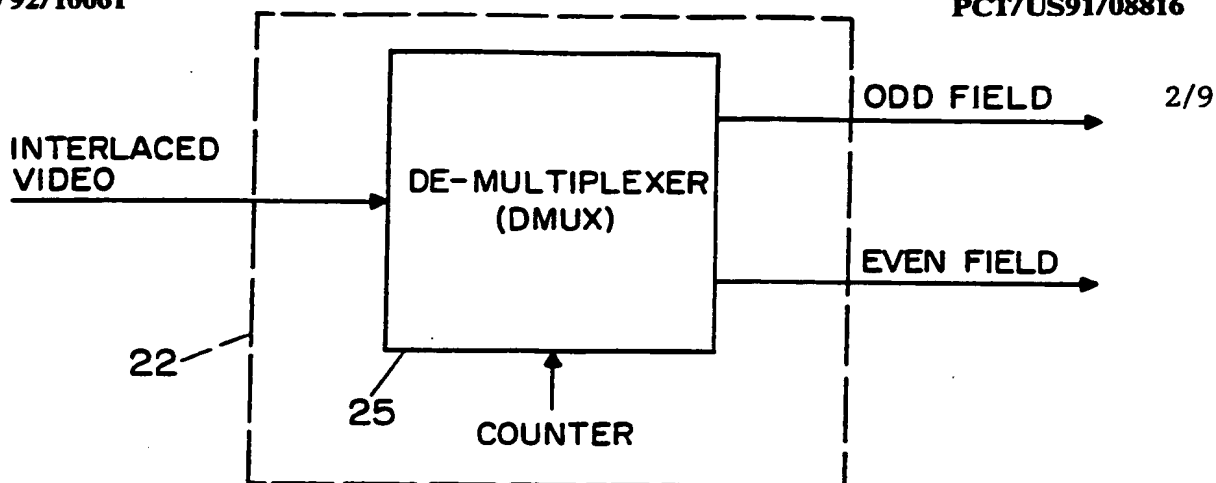 PCT/US91/08816
2/9
INTERLACED
VIDEO
DE-MULTIPLEXER
(DMUX)
ODD FIELD
EVEN FIELD
22
25
COUNTER